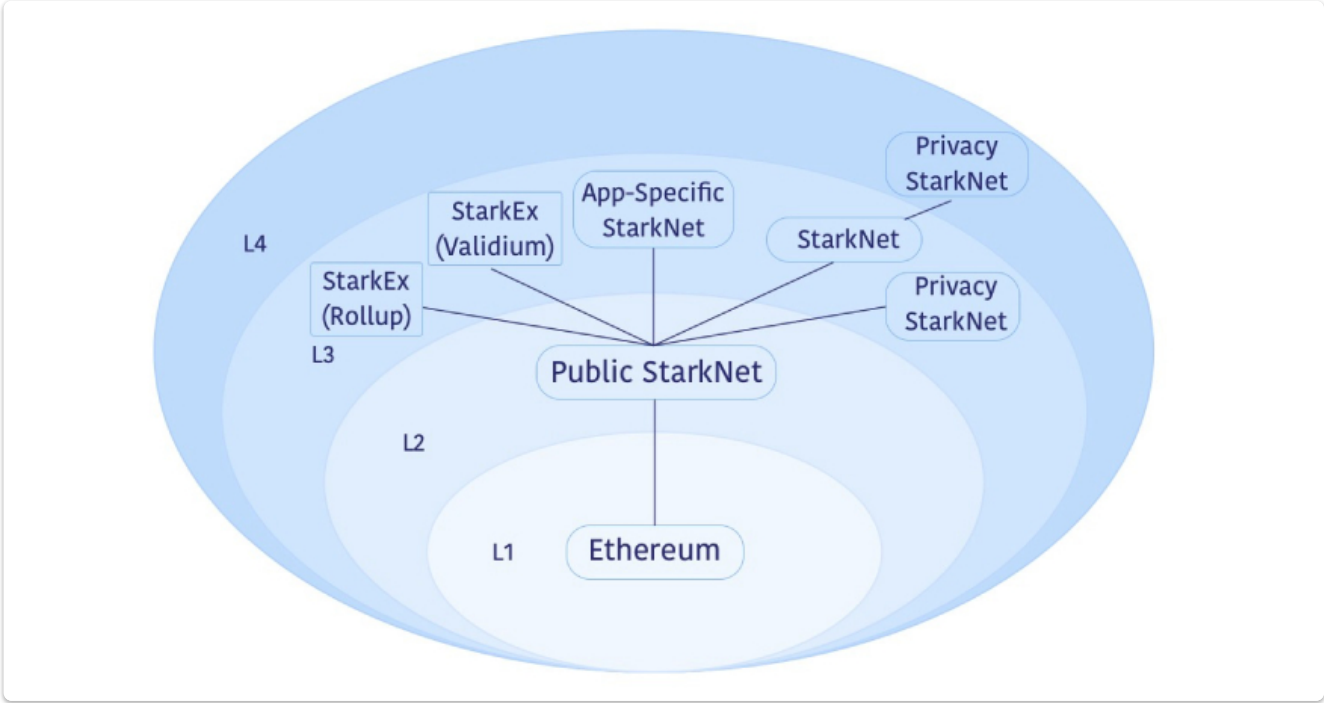 Privacy
StarkNet
App-Specific
StarkNet
StarkEx
(Validium)
StarkNet
L4
StarkEx
(Rollup)
Privacy
StarkNet
L3
Public StarkNet
L2
L1
Ethereum